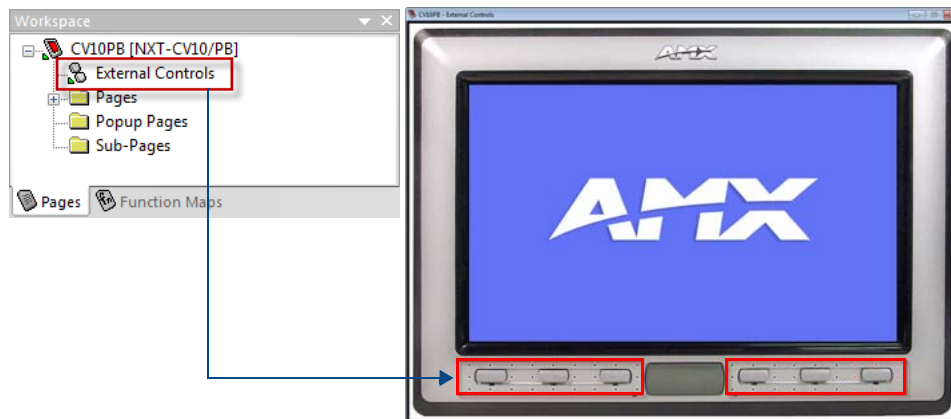 Workspace
CV10PB [NXT-CV10/PB]
External Controls
Pages
Popup Pages
Sub-Pages
Pages
Function Maps
CV10PB - External Controls
AMX
AMX